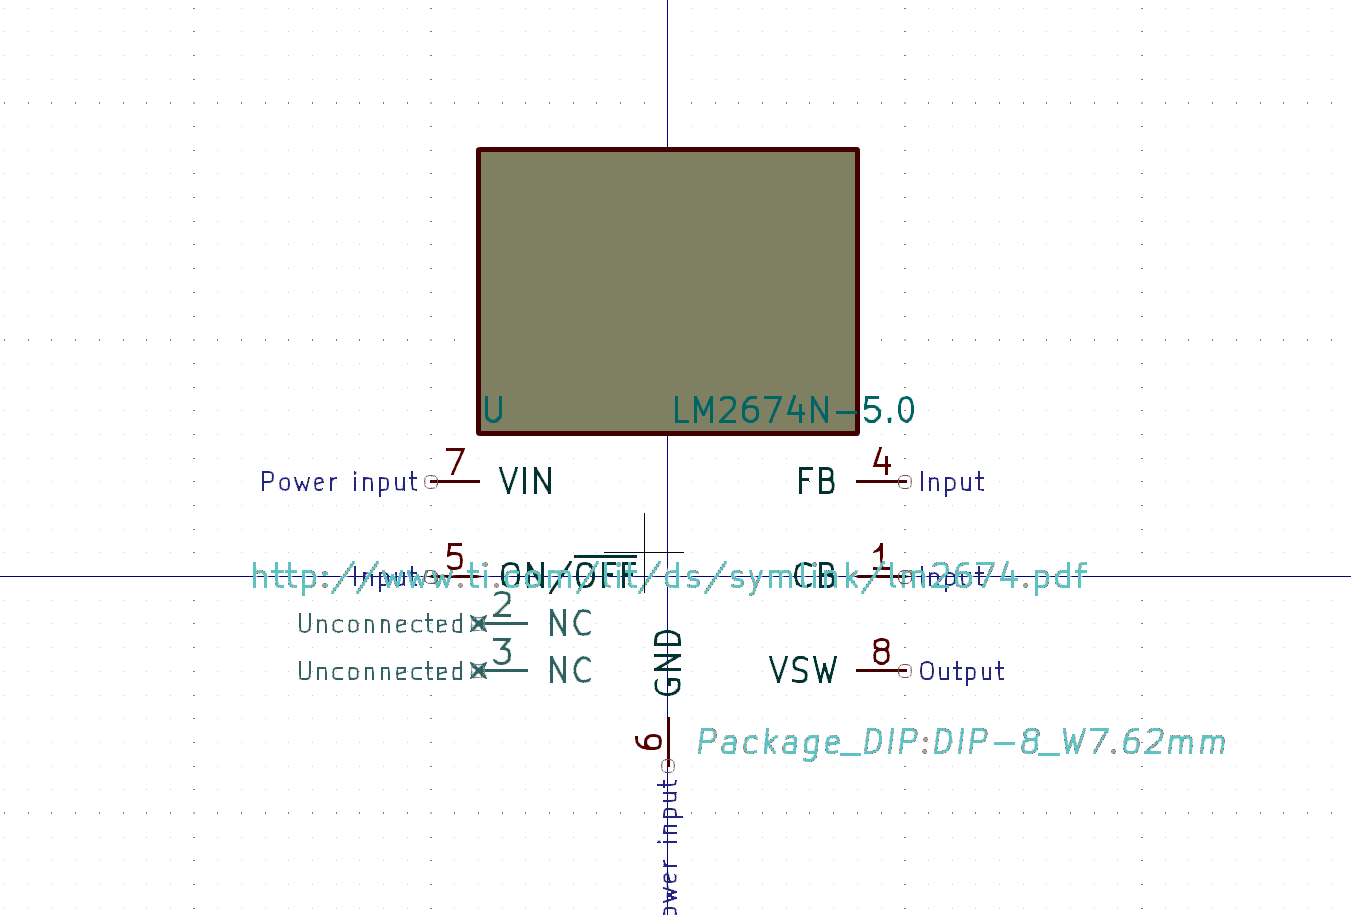 U LM2674N-5.0
7 VIN FB 4
Power input Input
5 ON/OFF CB 1
Input Input
http://www.ti.com/lit/ds/symlink/lm2674.pdf
2 NC
Unconnected
3 NC
Unconnected
GND
VSW 8
Output
6
Package_DIP:DIP-8_W7.62mm
ower input